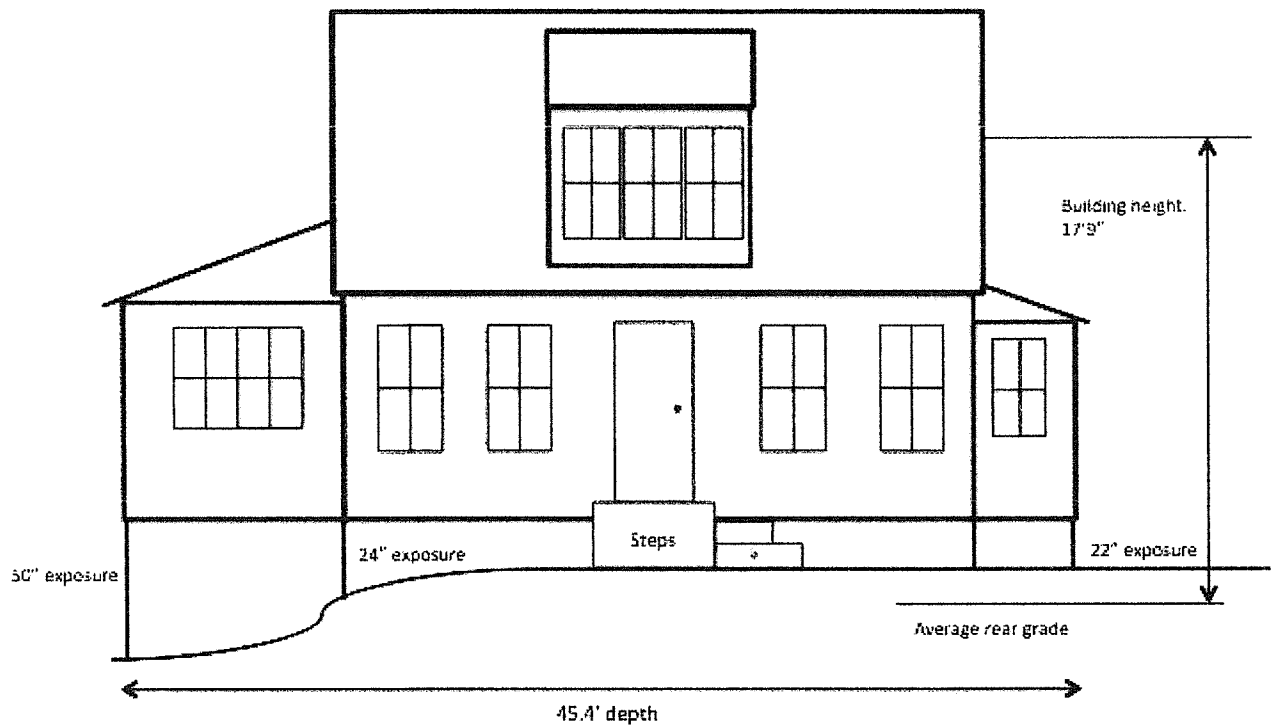 Building height.
17'9"
Steps
24" exposure
22" exposure
50" exposure
Average rear grade
45.4' depth